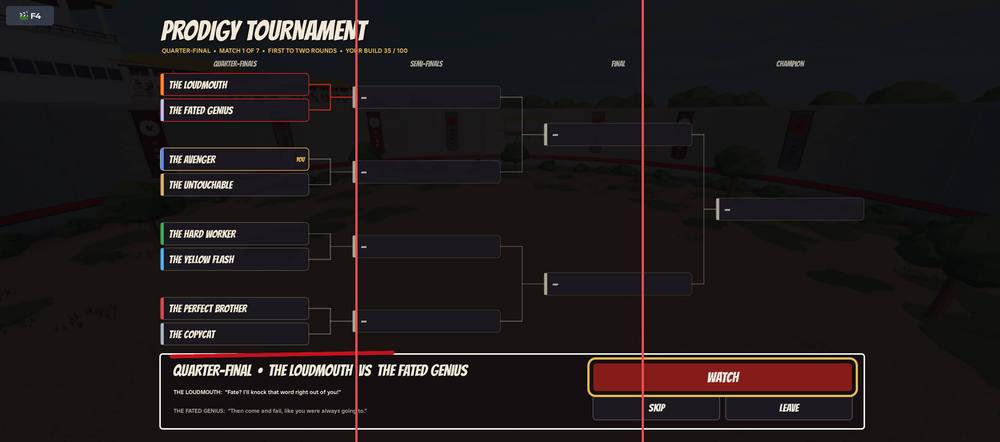 F4
PRODIGY TOURNAMENT
QUARTER-FINAL • MATCH 1 OF 7 • FIRST TO TWO ROUNDS • YOUR BUILD 35 / 100
QUARTER-FINALS SEMI-FINALS FINAL CHAMPION
THE LOUDMOUTH
THE FATED GENIUS
THE AVENGER YOU
THE UNTOUCHABLE
THE HARD WORKER
THE YELLOW FLASH
THE PERFECT BROTHER
THE COPYCAT
QUARTER-FINAL • THE LOUDMOUTH VS THE FATED GENIUS
THE LOUDMOUTH: "Fate? I'll knock that word right out of you!"
THE FATED GENIUS: "Then come and fail, like you were always going to."
WATCH
SKIP LEAVE